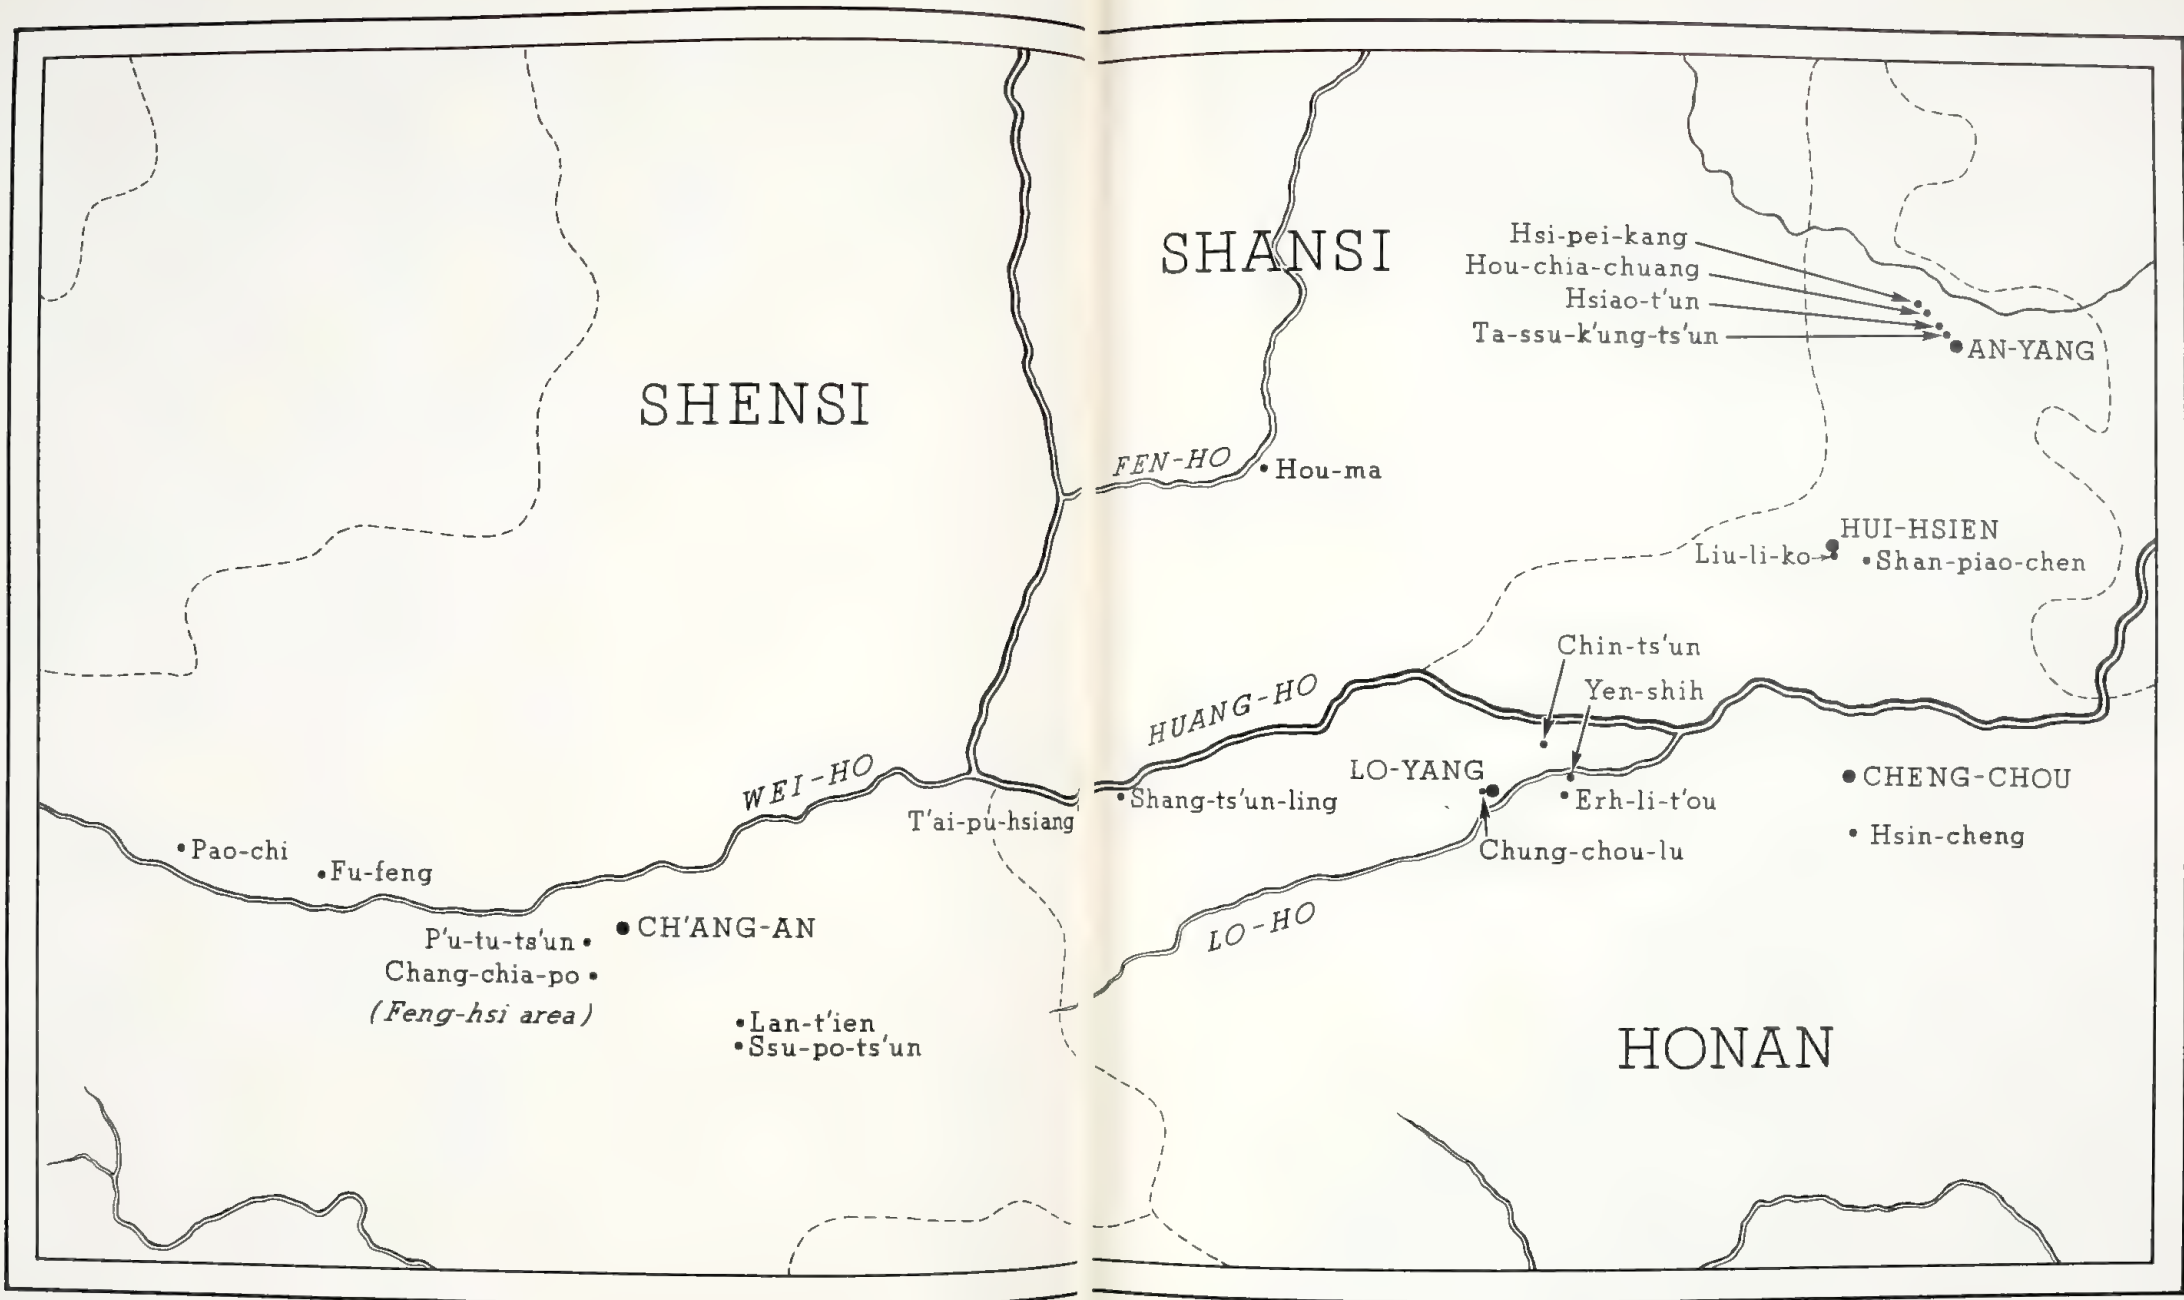 SHENSI
WEI-HO
T'ai-pu-hsiang
Pao-chi
Fu-feng
P'u-tu-ts'un
Chang-chia-po
(Feng-hsi area)
CH'ANG-AN
Lan-t'ien
Ssu-po-ts'un
SHANSI
Hsi-pei-kang
Hou-chia-chuang
Hsiao-t'un
Ta-ssu-k'ung-ts'un
AN-YANG
FEN-HO
Hou-ma
HUI-HSIEN
Liu-li-ko
Shan-piao-chen
Chin-ts'un
Yen-shih
HUANG-HO
LO-YANG
Shang-ts'un-ling
Erh-li-t'ou
CHENG-CHOU
Hsin-cheng
Chung-chou-lu
LO-HO
HONAN